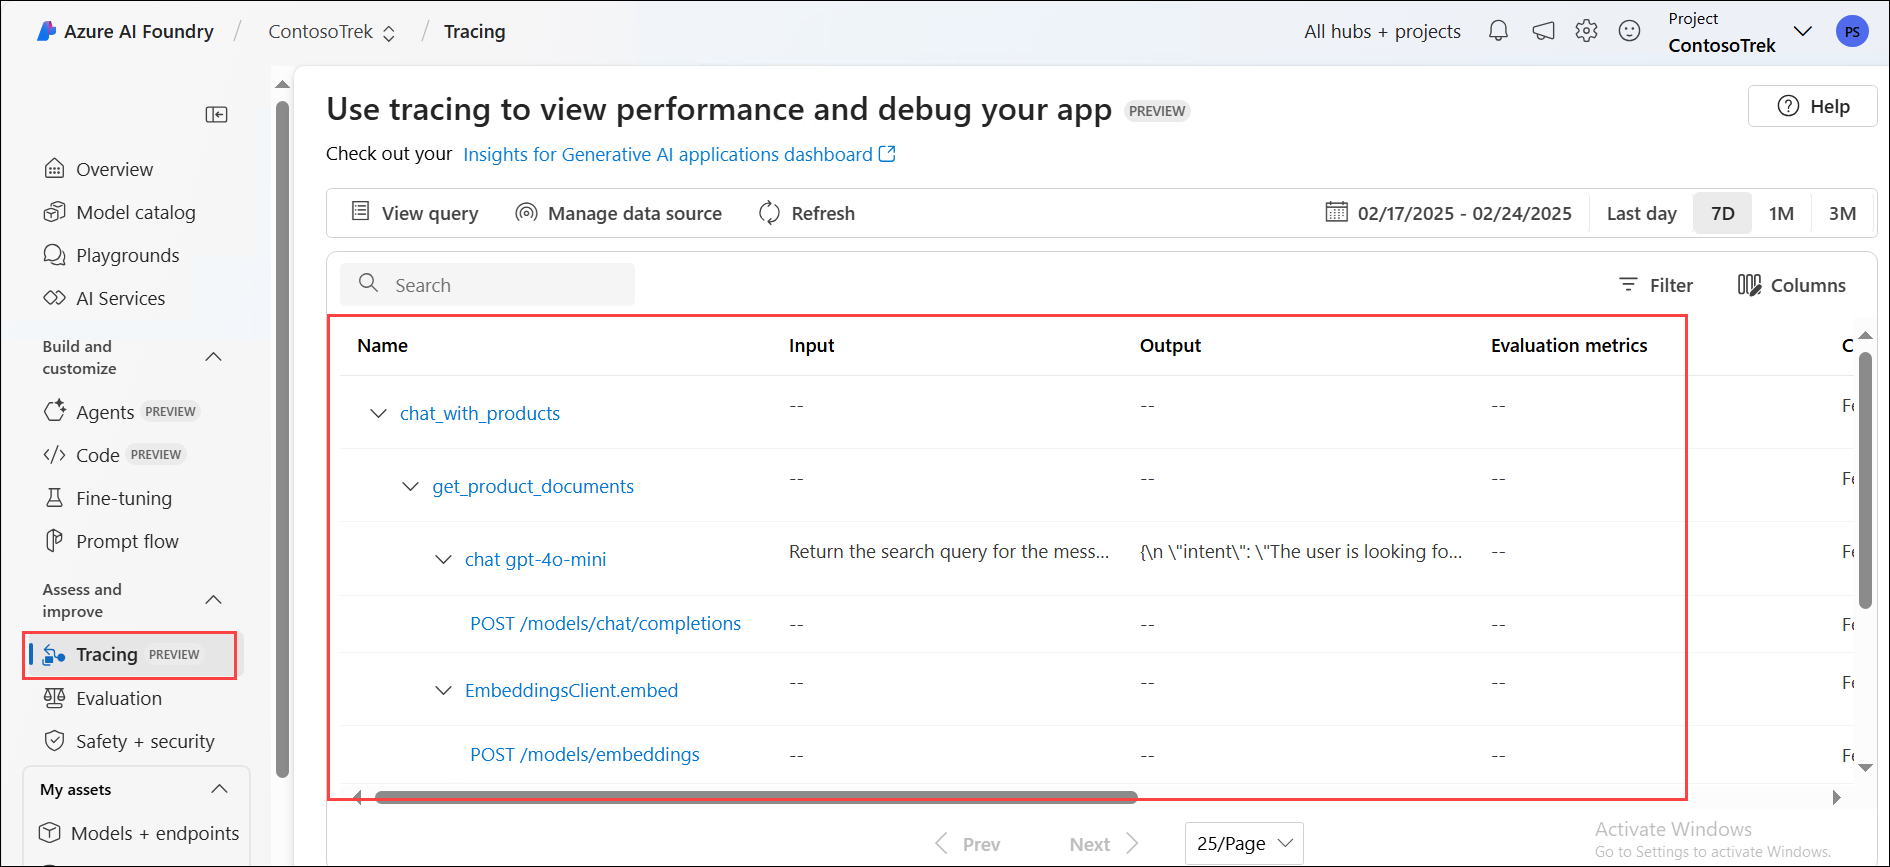 Azure AI Foundry / ContosoTrek / Tracing
All hubs + projects
Project
ContosoTrek
PS
Overview
Model catalog
Playgrounds
AI Services
Build and
customize
Agents PREVIEW
Code PREVIEW
Fine-tuning
Prompt flow
Assess and
improve
Tracing PREVIEW
Evaluation
Safety + security
My assets
Models + endpoints
Use tracing to view performance and debug your app PREVIEW
Help
Check out your Insights for Generative AI applications dashboard
View query Manage data source Refresh 02/17/2025 - 02/24/2025 Last day 7D 1M 3M
Search Filter Columns
Name Input Output Evaluation metrics C
chat_with_products -- -- -- Fe
get_product_documents -- -- -- Fe
chat gpt-4o-mini Return the search query for the mess... {\n \"intent\": \"The user is looking fo... -- Fe
POST /models/chat/completions -- -- -- Fe
EmbeddingsClient.embed -- -- -- Fe
POST /models/embeddings -- -- -- Fe
Prev Next 25/Page
Activate Windows
Go to Settings to activate Windows.